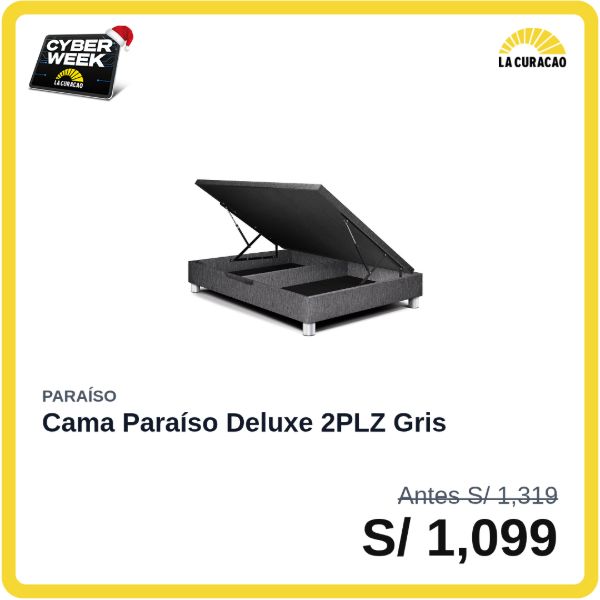 CYBER
WEEK
LA CURACAO
LA CURACAO
PARAÍSO
Cama Paraíso Deluxe 2PLZ Gris
Antes S/ 1,319
S/ 1,099